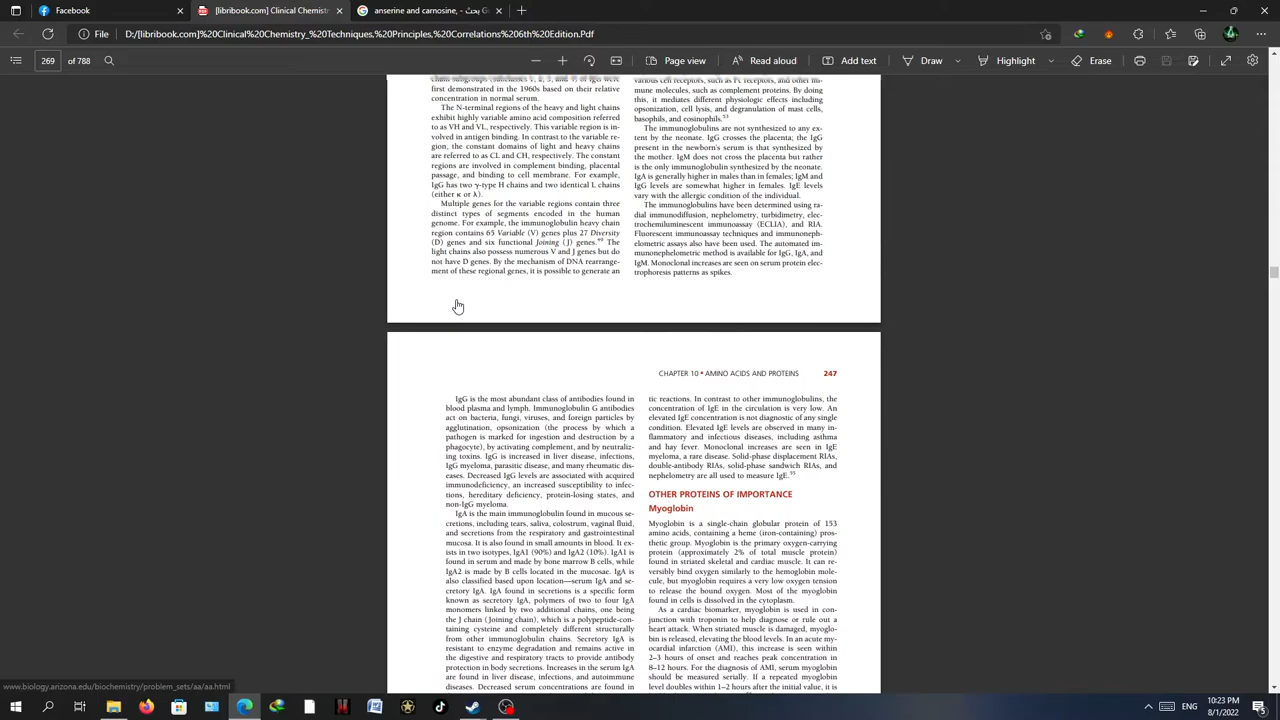 Facebook
[libribook.com] Clinical Chemistr
anserine and carnosine, - بحث G
File
D:/[libribook.com]%20Clinical%20Chemistry_%20Techniques,%20Principles,%20Correlations%206th%20Edition.Pdf
269
Page view
Read aloud
Add text
Draw
Highlight
Erase
chain subgroups (subclasses 1, 2, 3, and 4) of IgG were
first demonstrated in the 1960s based on their relative
concentration in normal serum.
The N-terminal regions of the heavy and light chains
exhibit highly variable amino acid composition referred
to as VH and VL, respectively. This variable region is in-
volved in antigen binding. In contrast to the variable re-
gion, the constant domains of light and heavy chains
are referred to as CL and CH, respectively. The constant
regions are involved in complement binding, placental
passage, and binding to cell membrane. For example,
IgG has two γ-type H chains and two identical L chains
(either κ or λ).
Multiple genes for the variable regions contain three
distinct types of segments encoded in the human
genome. For example, the immunoglobulin heavy chain
region contains 65 Variable (V) genes plus 27 Diversity
(D) genes and six functional Joining (J) genes. The
light chains also possess numerous V and J genes but do
not have D genes. By the mechanism of DNA rearrange-
ment of these regional genes, it is possible to generate an
various cell receptors, such as Fc receptors, and other im-
mune molecules, such as complement proteins. By doing
this, it mediates different physiologic effects including
opsonization, cell lysis, and degranulation of mast cells,
basophils, and eosinophils.53
The immunoglobulins are not synthesized to any ex-
tent by the neonate. IgG crosses the placenta; the IgG
present in the newborn's serum is that synthesized by
the mother. IgM does not cross the placenta but rather
is the only immunoglobulin synthesized by the neonate.
IgA is generally higher in males than in females; IgM and
IgG levels are somewhat higher in females. IgE levels
vary with the allergic condition of the individual.
The immunoglobulins have been determined using ra-
dial immunodiffusion, nephelometry, turbidimetry, elec-
trochemiluminescent immunoassay (ECLIA), and RIA.
Fluorescent immunoassay techniques and immunoneph-
elometric assays also have been used. The automated im-
munonephelometric method is available for IgG, IgA, and
IgM. Monoclonal increases are seen on serum protein elec-
trophoresis patterns as spikes.
CHAPTER 10 • AMINO ACIDS AND PROTEINS 247
IgG is the most abundant class of antibodies found in
blood plasma and lymph. Immunoglobulin G antibodies
act on bacteria, fungi, viruses, and foreign particles by
agglutination, opsonization (the process by which a
pathogen is marked for ingestion and destruction by a
phagocyte), by activating complement, and by neutraliz-
ing toxins. IgG is increased in liver disease, infections,
IgG myeloma, parasitic disease, and many rheumatic dis-
eases. Decreased IgG levels are associated with acquired
immunodeficiency, an increased susceptibility to infec-
tions, hereditary deficiency, protein-losing states, and
non-IgG myeloma.
IgA is the main immunoglobulin found in mucous se-
cretions, including tears, saliva, colostrum, vaginal fluid,
and secretions from the respiratory and gastrointestinal
mucosa. It is also found in small amounts in blood. It ex-
ists in two isotypes, IgA1 (90%) and IgA2 (10%). IgA1 is
found in serum and made by bone marrow B cells, while
IgA2 is made by B cells located in the mucosae. IgA is
also classified based upon location—serum IgA and se-
cretory IgA. IgA found in secretions is a specific form
known as secretory IgA, polymers of two to four IgA
monomers linked by two additional chains, one being
the J chain (Joining chain), which is a polypeptide-con-
taining cysteine and completely different structurally
from other immunoglobulin chains. Secretory IgA is
resistant to enzyme degradation and remains active in
the digestive and respiratory tracts to provide antibody
protection in body secretions. Increases in the serum IgA
are found in liver disease, infections, and autoimmune
diseases. Decreased serum concentrations are found in
tic reactions. In contrast to other immunoglobulins, the
concentration of IgE in the circulation is very low. An
elevated IgE concentration is not diagnostic of any single
condition. Elevated IgE levels are observed in many in-
flammatory and infectious diseases, including asthma
and hay fever. Monoclonal increases are seen in IgE
myeloma, a rare disease. Solid-phase displacement RIAs,
double-antibody RIAs, solid-phase sandwich RIAs, and
nephelometry are all used to measure IgE.55
OTHER PROTEINS OF IMPORTANCE
Myoglobin
Myoglobin is a single-chain globular protein of 153
amino acids, containing a heme (iron-containing) pros-
thetic group. Myoglobin is the primary oxygen-carrying
protein (approximately 2% of total muscle protein)
found in striated skeletal and cardiac muscle. It can re-
versibly bind oxygen similarly to the hemoglobin mole-
cule, but myoglobin requires a very low oxygen tension
to release the bound oxygen. Most of the myoglobin
found in cells is dissolved in the cytoplasm.
As a cardiac biomarker, myoglobin is used in con-
junction with troponin to help diagnose or rule out a
heart attack. When striated muscle is damaged, myoglo-
bin is released, elevating the blood levels. In an acute my-
ocardial infarction (AMI), this increase is seen within
2–3 hours of onset and reaches peak concentration in
8–12 hours. For the diagnosis of AMI, serum myoglobin
should be measured serially. If a repeated myoglobin
level doubles within 1–2 hours after the initial value, it is
www.biology.arizona.edu/biochemistry/problem_sets/aa/aa.html
ENG
10:23 PM
8/1/2022